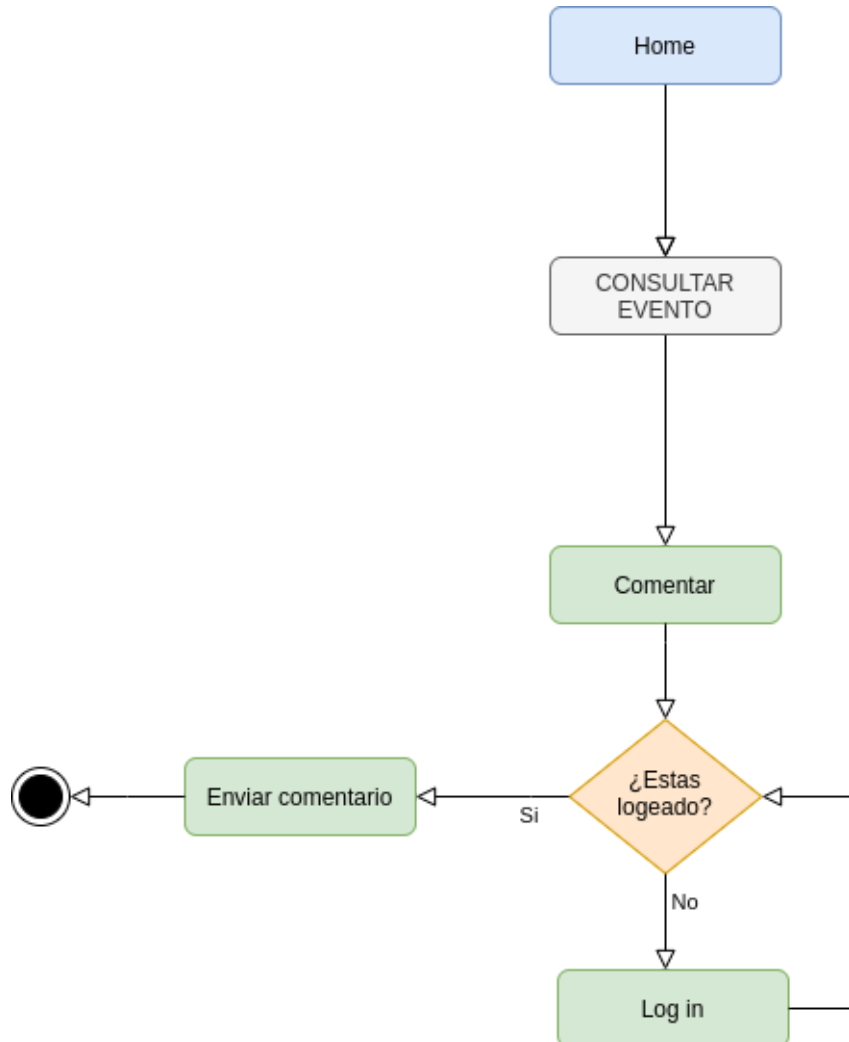 Home
CONSULTAR
EVENTO
Comentar
¿Estas
logeado?
Enviar comentario
Si
No
Log in